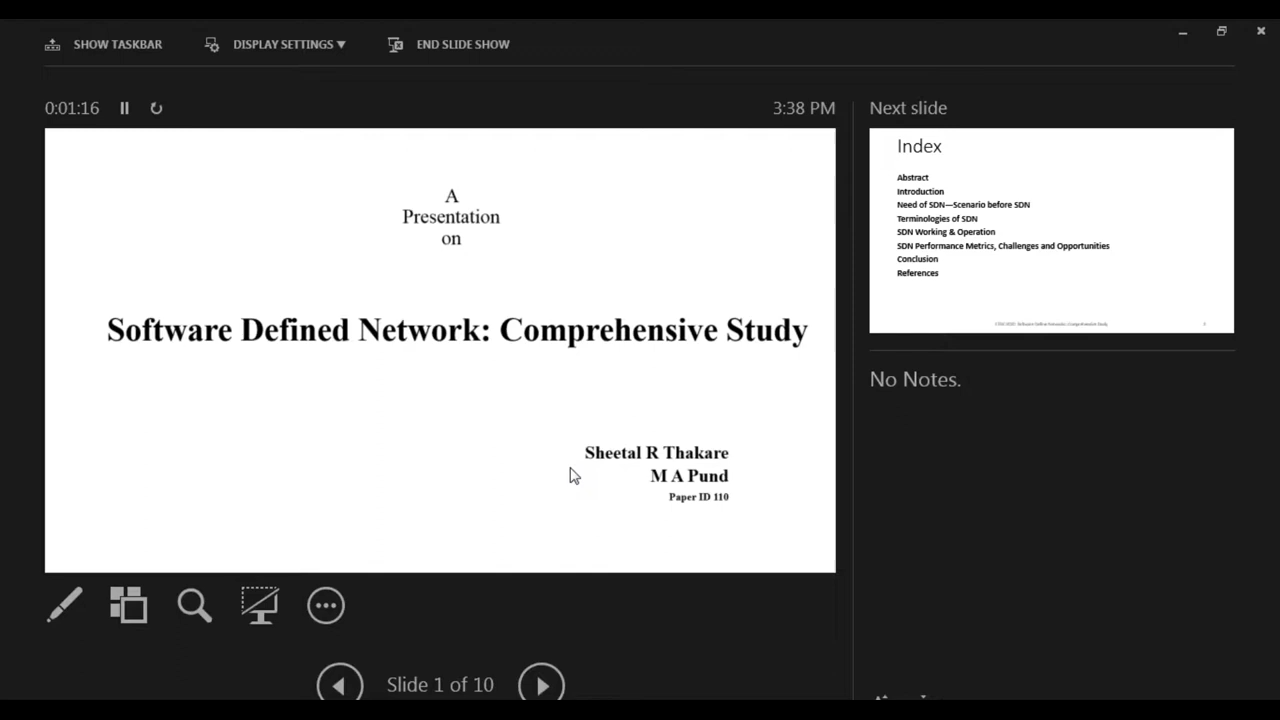 SHOW TASKBAR
DISPLAY SETTINGS
END SLIDE SHOW
0:01:16
3:38 PM
A
Presentation
on
Software Defined Network: Comprehensive Study
Sheetal R Thakare
M A Pund
Paper ID 110
Slide 1 of 10
Next slide
Index
Abstract
Introduction
Need of SDN—Scenario before SDN
Terminologies of SDN
SDN Working & Operation
SDN Performance Metrics, Challenges and Opportunities
Conclusion
References
No Notes.